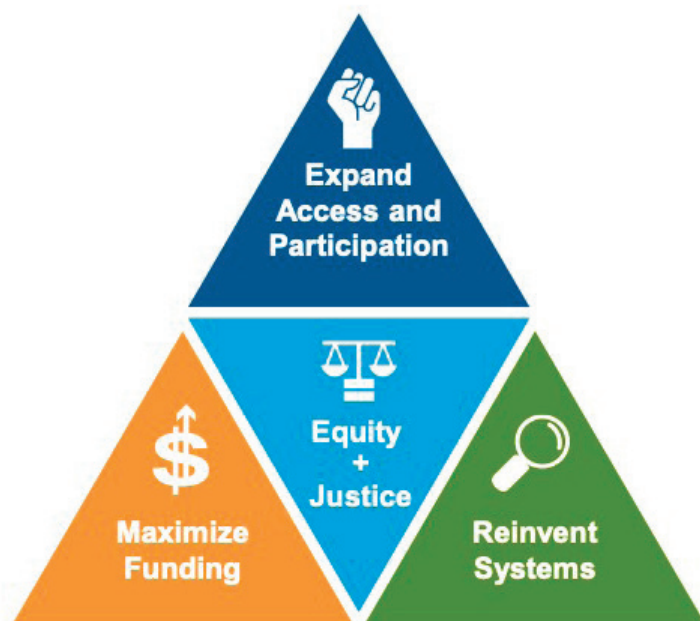 Expand
Access and
Participation
Equity
+
Justice
$
Maximize
Funding
Reinvent
Systems